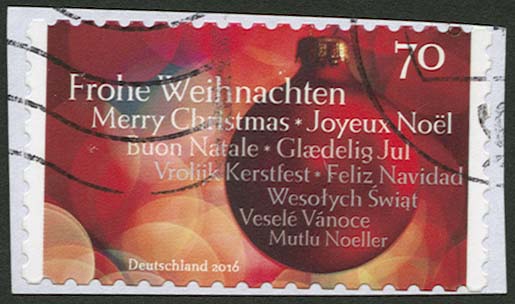 70
Frohe Weihnachten
Merry Christmas * Joyeux Noël
Buon Natale * Glædelig Jul
Vrolijk Kerstfest * Feliz Navidad
Wesołych Świąt
Veselé Vánoce
Mutlu Noeller
Deutschland 2016